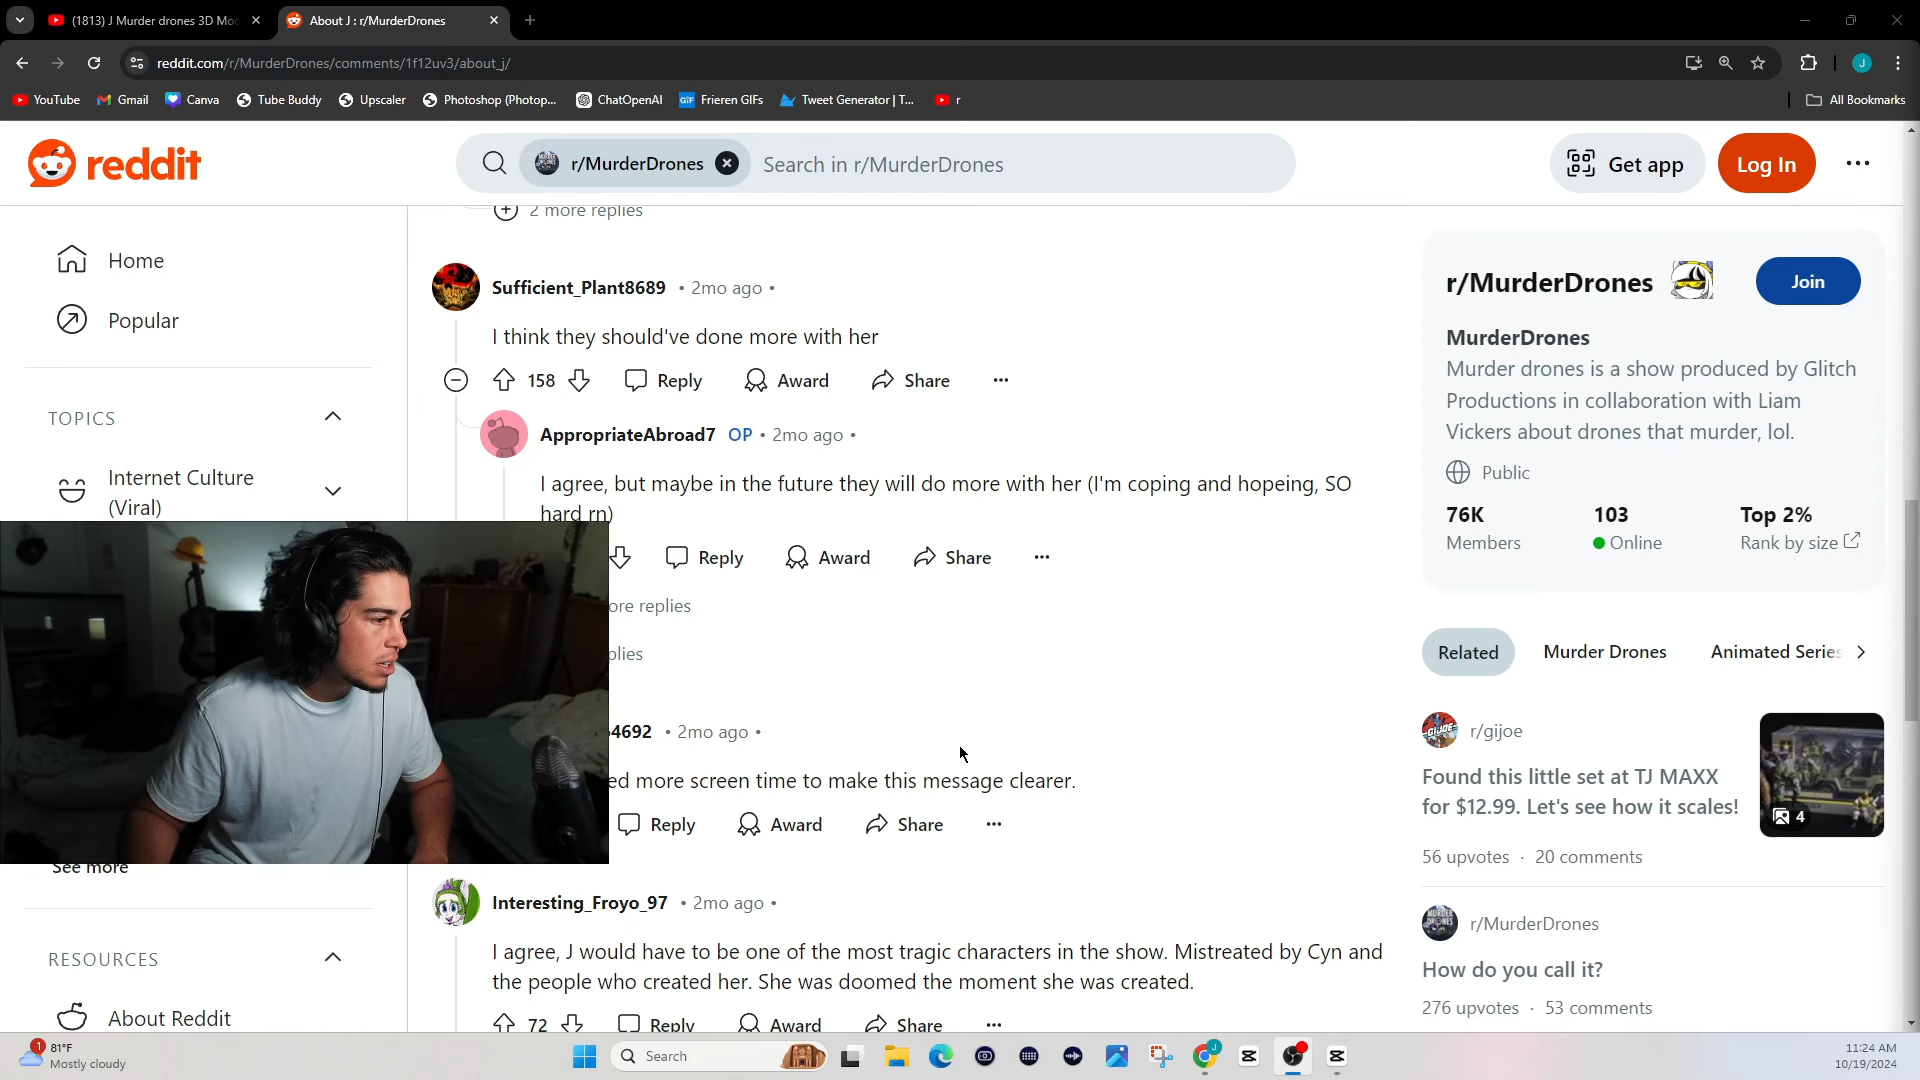 (1813) J Murder drones 3D Mo
About J : r/MurderDrones
reddit.com/r/MurderDrones/comments/1f12uv3/about_j/
J
YouTube
Gmail
Canva
Tube Buddy
Upscaler
Photoshop (Photop...
ChatOpenAI
GIF
Frieren GIFs
Tweet Generator | T...
r
All Bookmarks
reddit
r/MurderDrones
Search in r/MurderDrones
Get app
Log In
Home
Popular
TOPICS
Internet Culture
(Viral)
See more
RESOURCES
About Reddit
2 more replies
Sufficient_Plant8689 • 2mo ago •
I think they should've done more with her
158
Reply
Award
Share
AppropriateAbroad7 OP • 2mo ago •
I agree, but maybe in the future they will do more with her (I'm coping and hopeing, SO
hard rn)
Reply
Award
Share
ore replies
plies
4692 • 2mo ago •
ed more screen time to make this message clearer.
Reply
Award
Share
Interesting_Froyo_97 • 2mo ago •
I agree, J would have to be one of the most tragic characters in the show. Mistreated by Cyn and
the people who created her. She was doomed the moment she was created.
72
Reply
Award
Share
r/MurderDrones
Join
MurderDrones
Murder drones is a show produced by Glitch
Productions in collaboration with Liam
Vickers about drones that murder, lol.
Public
76K
Members
103
Online
Top 2%
Rank by size
Related
Murder Drones
Animated Series
r/gijoe
Found this little set at TJ MAXX
for $12.99. Let's see how it scales!
4
56 upvotes · 20 comments
r/MurderDrones
How do you call it?
276 upvotes · 53 comments
1
81°F
Mostly cloudy
Search
J
11:24 AM
10/19/2024